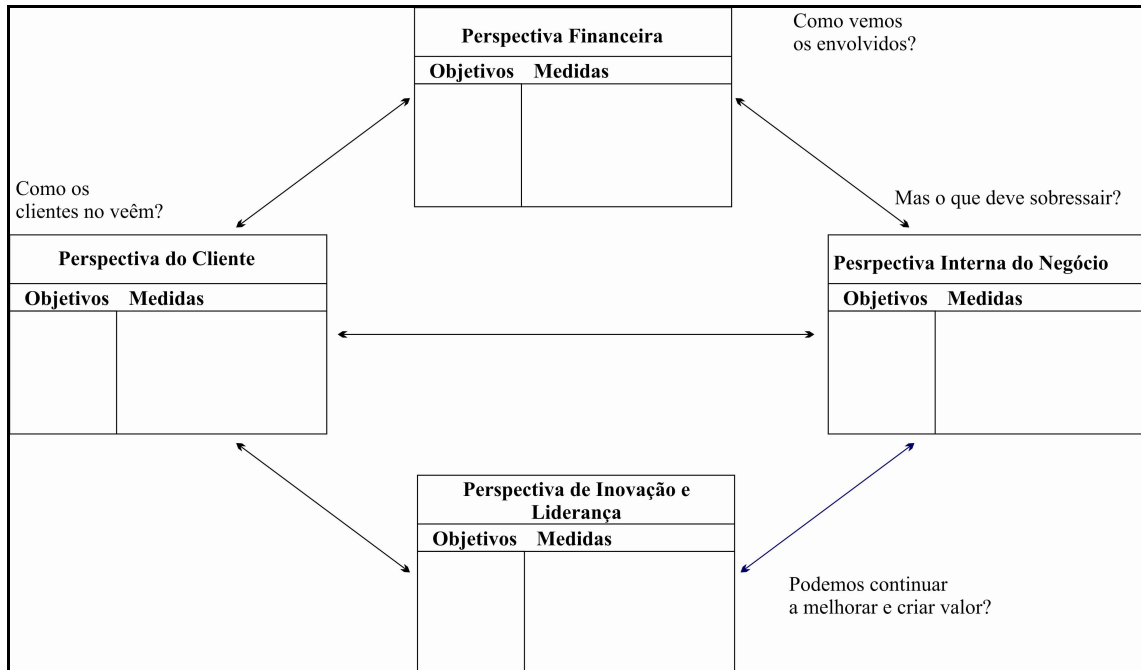 Perspectiva Financeira
Como vemos
os envolvidos?
Objetivos Medidas
Como os
clientes no veêm?
Mas o que deve sobressair?
Perspectiva do Cliente
Objetivos Medidas
Pesrpectiva Interna do Negócio
Objetivos Medidas
Perspectiva de Inovação e
Liderança
Objetivos Medidas
Podemos continuar
a melhorar e criar valor?